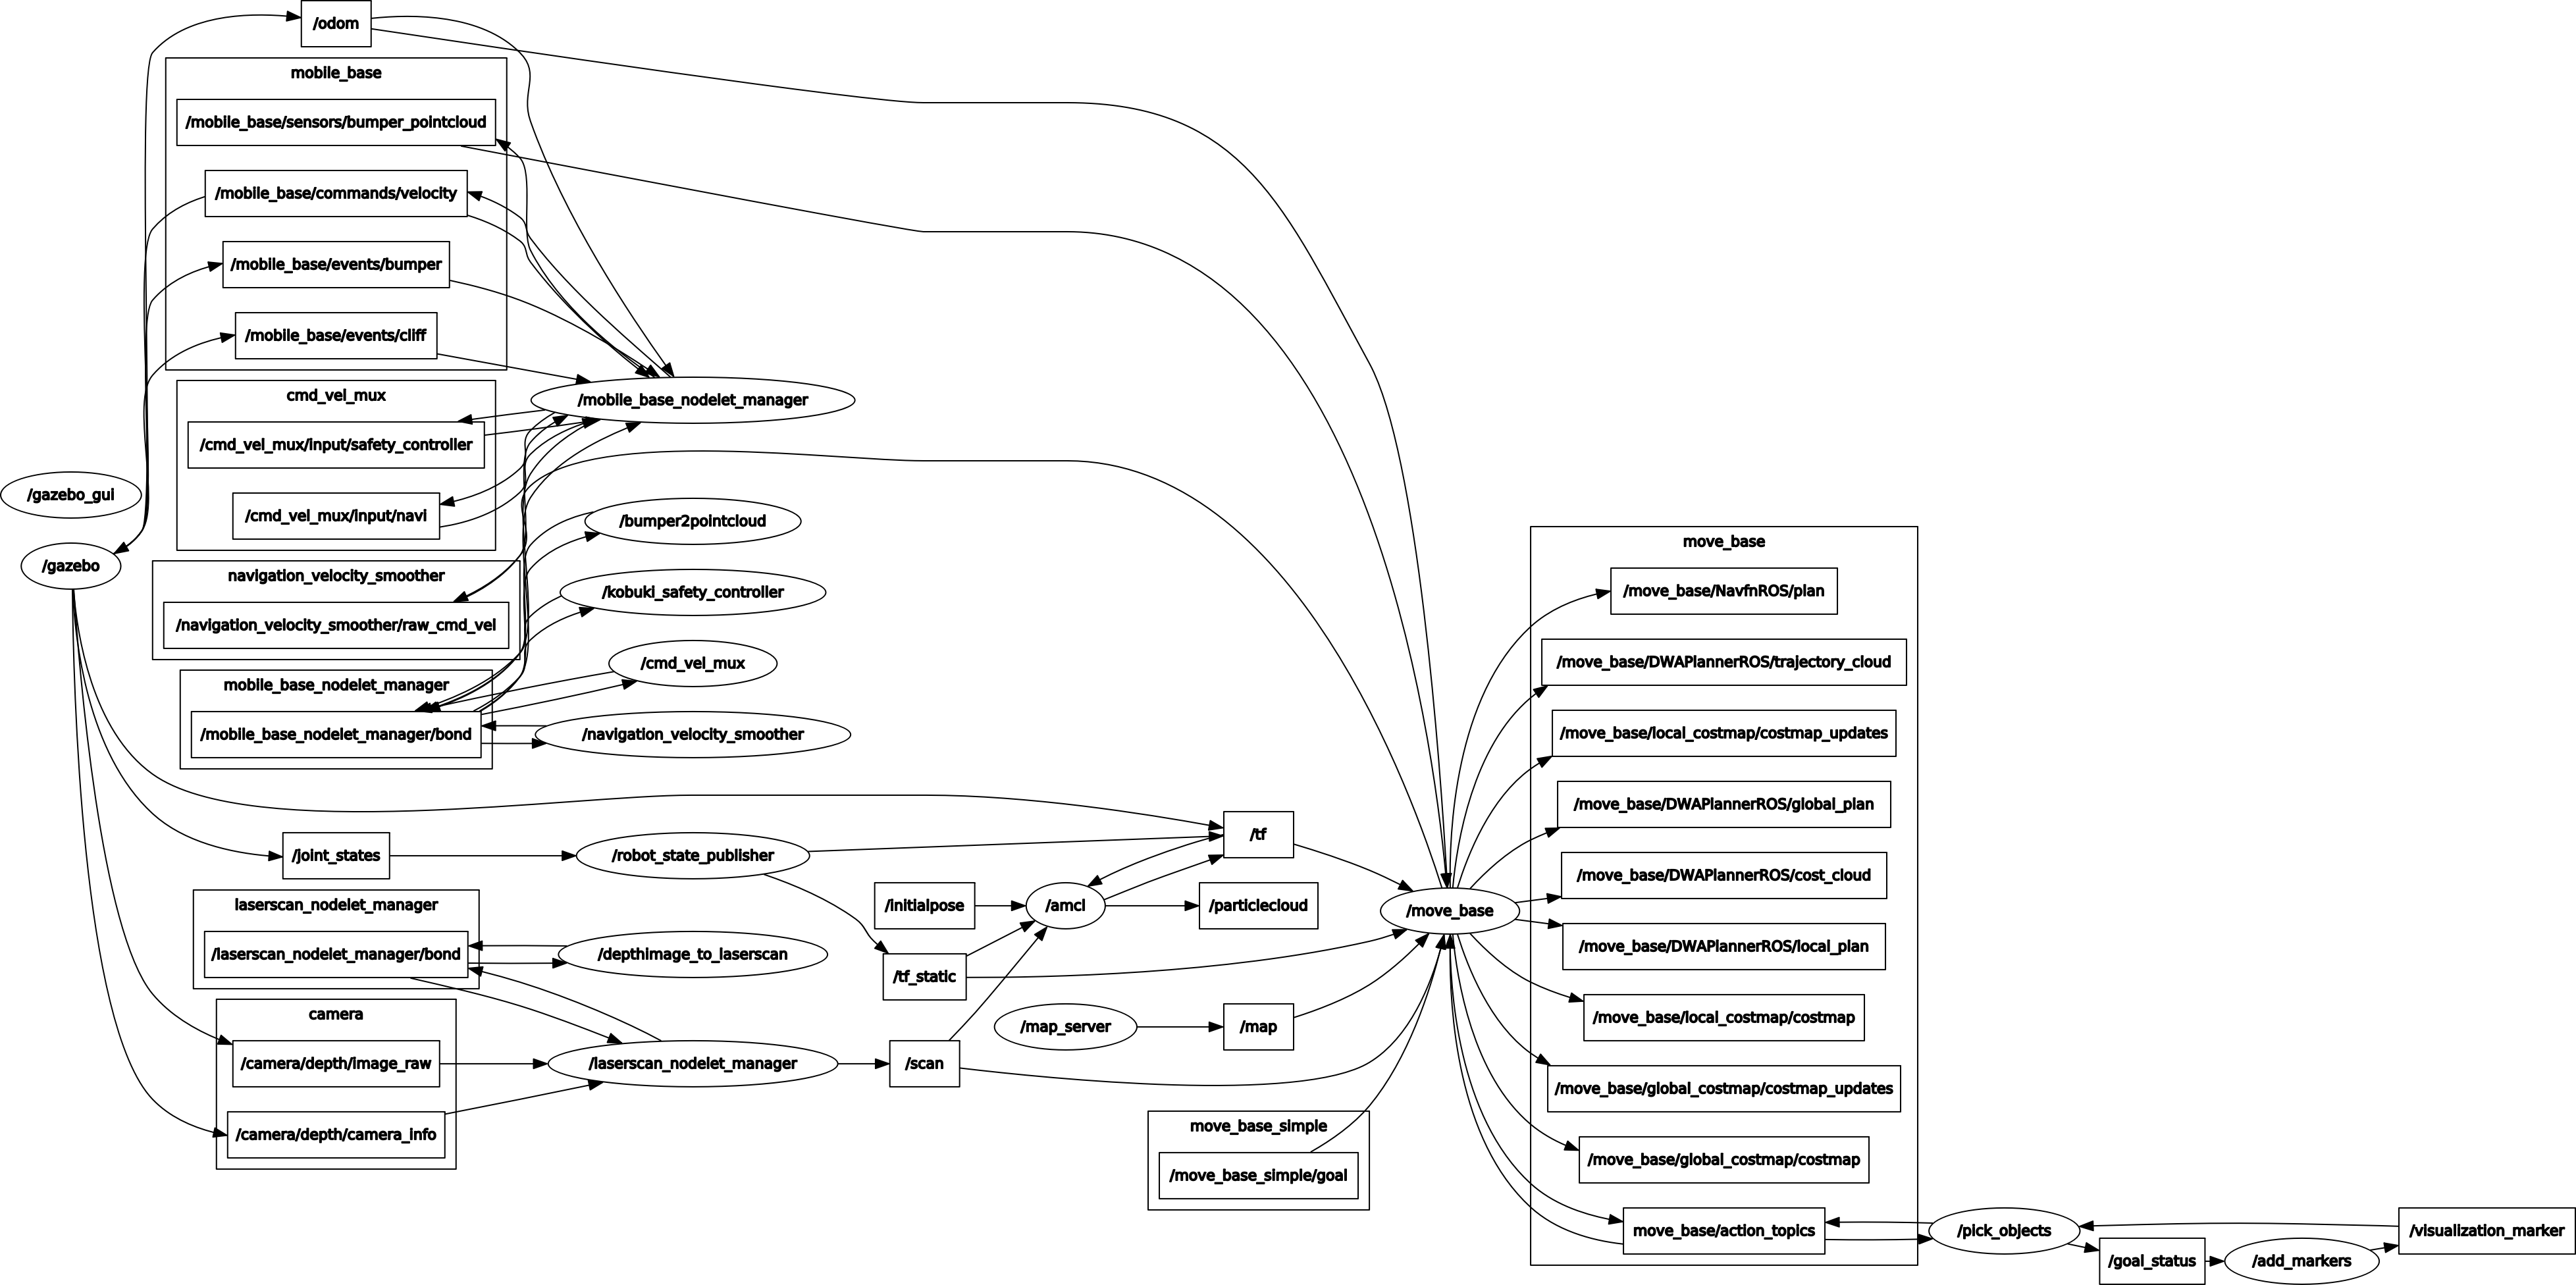 /odom
mobile_base
/mobile_base/sensors/bumper_pointcloud
/mobile_base/commands/velocity
/mobile_base/events/bumper
/mobile_base/events/cliff
/mobile_base_nodelet_manager
cmd_vel_mux
/cmd_vel_mux/input/safety_controller
/cmd_vel_mux/input/navi
/gazebo_gui
/gazebo
navigation_velocity_smoother
/navigation_velocity_smoother/raw_cmd_vel
mobile_base_nodelet_manager
/mobile_base_nodelet_manager/bond
/bumper2pointcloud
/kobuki_safety_controller
/cmd_vel_mux
/navigation_velocity_smoother
/joint_states
/robot_state_publisher
laserscan_nodelet_manager
/laserscan_nodelet_manager/bond
/depthimage_to_laserscan
camera
/camera/depth/image_raw
/camera/depth/camera_info
/laserscan_nodelet_manager
/initialpose
/tf_static
/scan
/amcl
/map_server
/tf
/particlecloud
/map
move_base_simple
/move_base_simple/goal
/move_base
move_base
/move_base/NavfnROS/plan
/move_base/DWAPlannerROS/trajectory_cloud
/move_base/local_costmap/costmap_updates
/move_base/DWAPlannerROS/global_plan
/move_base/DWAPlannerROS/cost_cloud
/move_base/DWAPlannerROS/local_plan
/move_base/local_costmap/costmap
/move_base/global_costmap/costmap_updates
/move_base/global_costmap/costmap
move_base/action_topics
/pick_objects
/goal_status
/add_markers
/visualization_marker